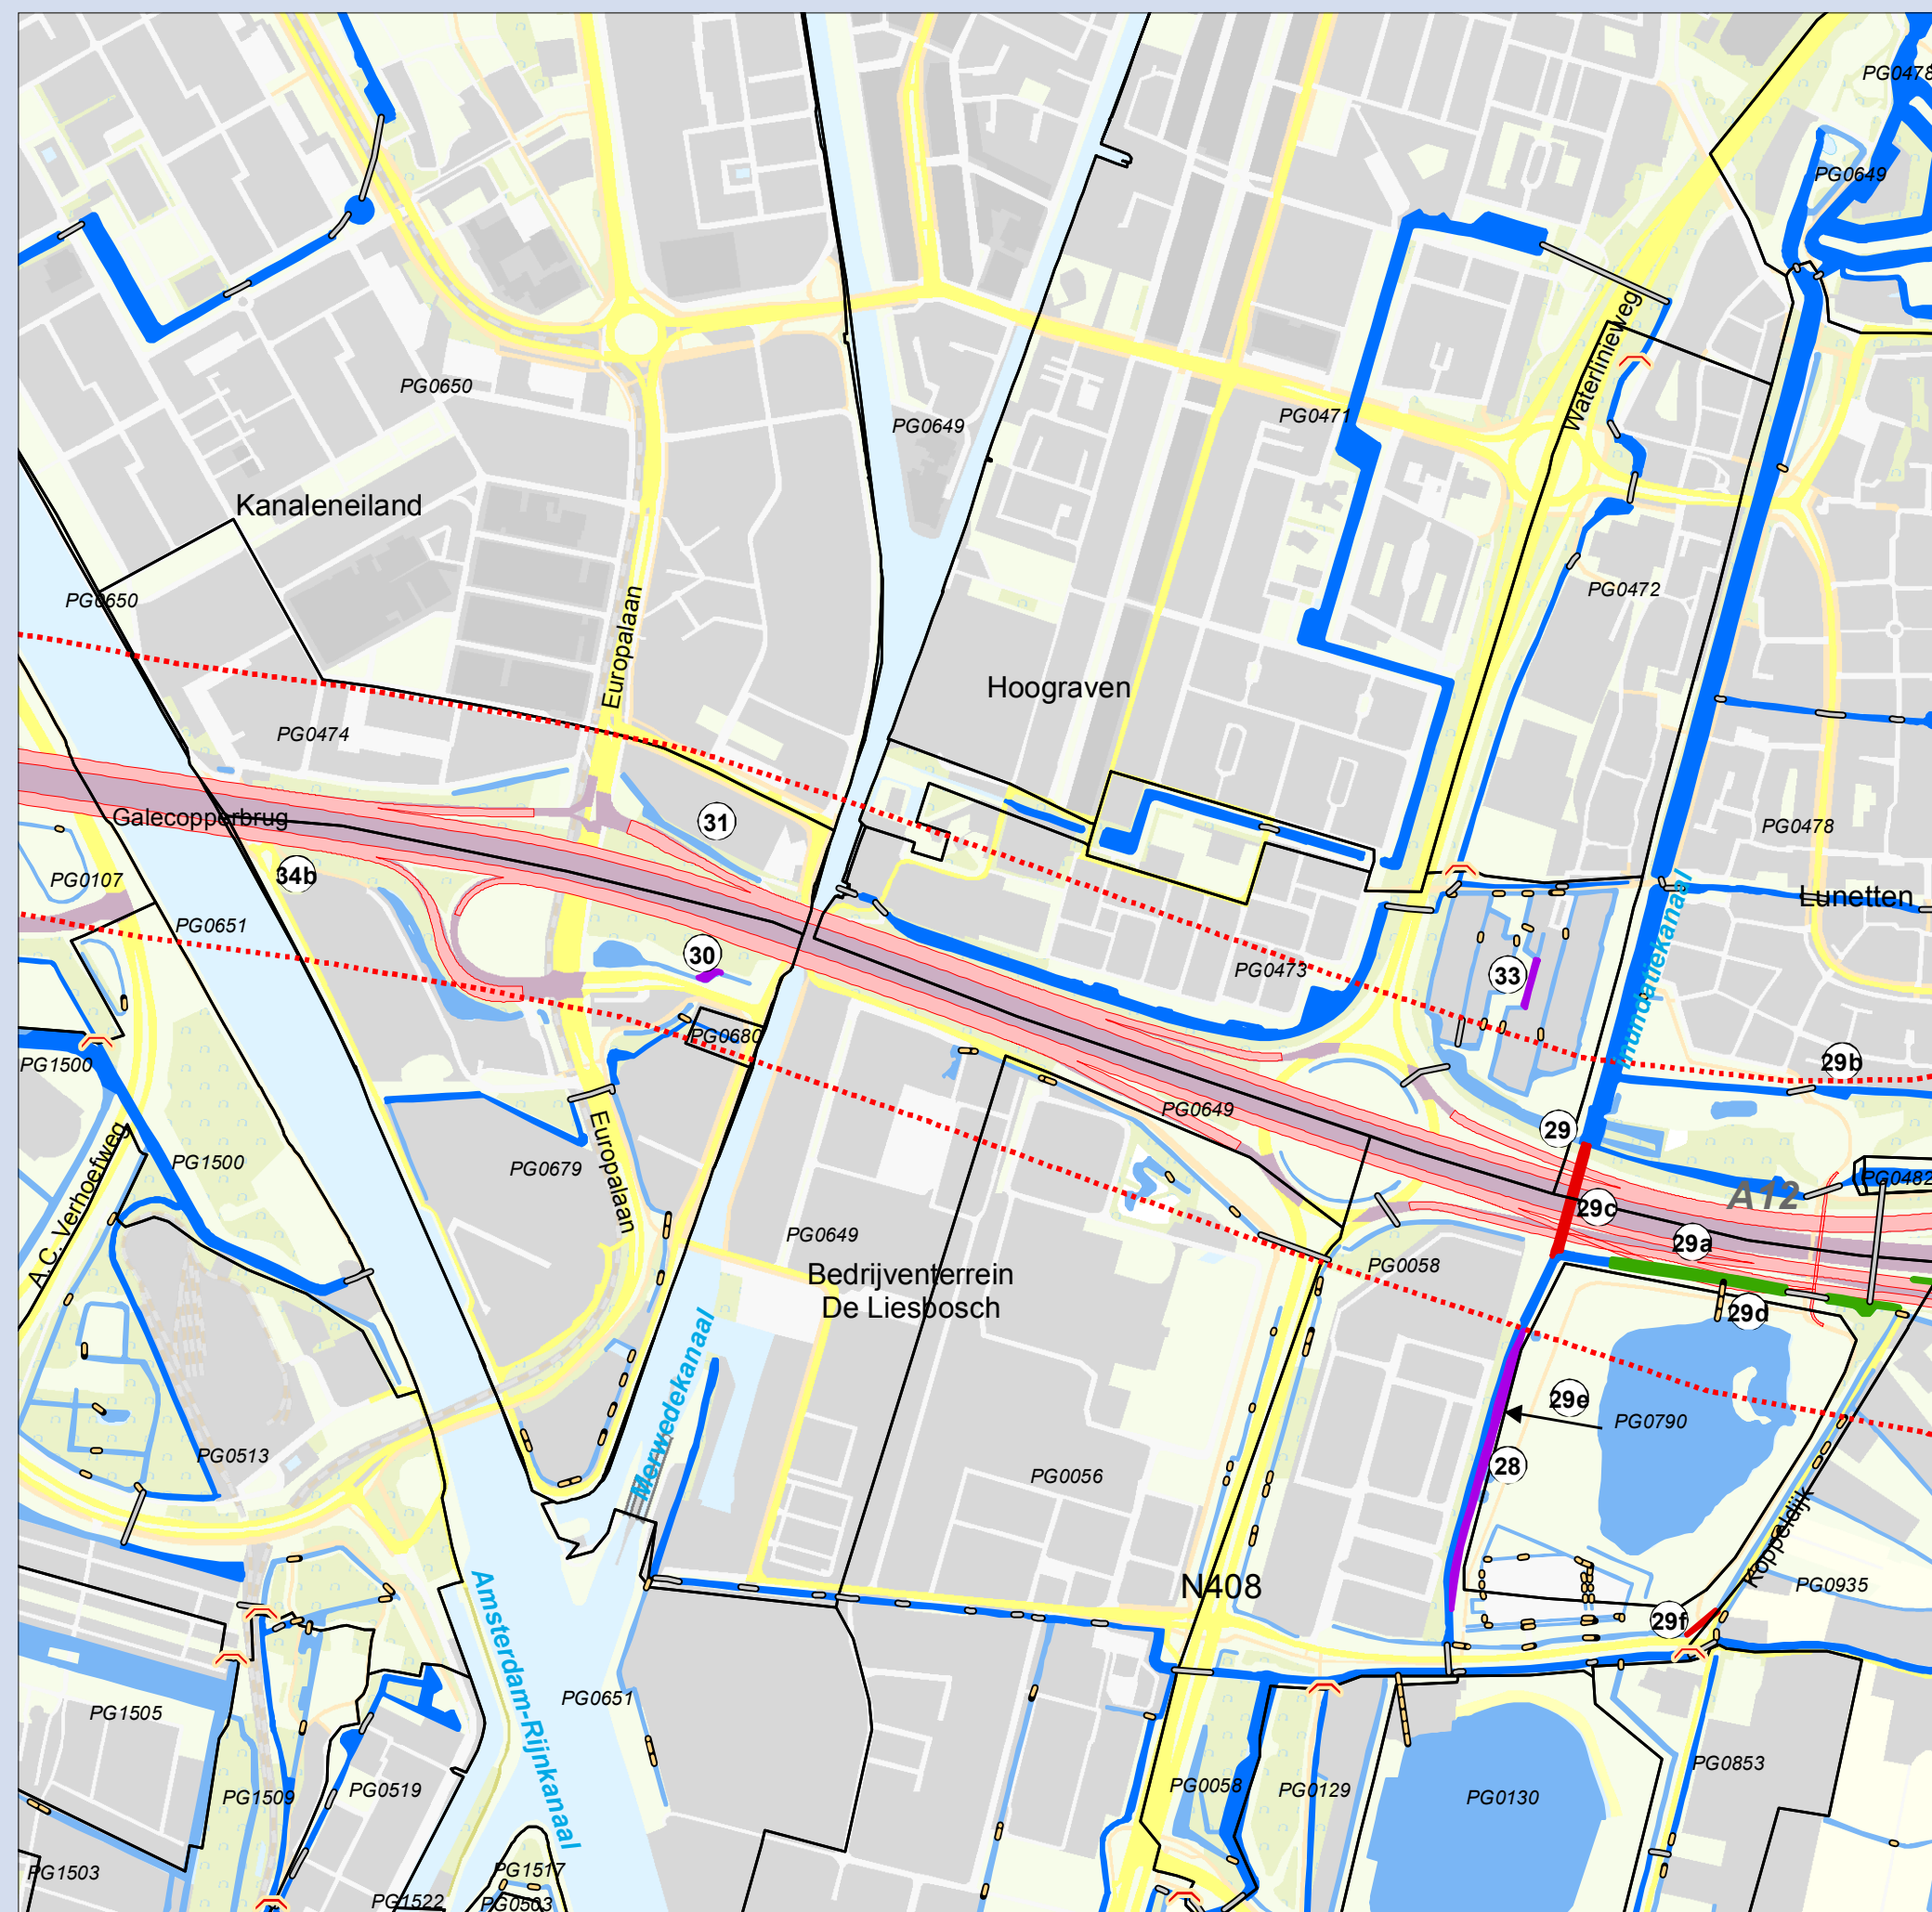 PG0478
PG0649
Waterlinieweg
PG0650
PG0471
PG0649
Kanaleneiland
PG0472
PG0650
Europalaan
Hoograven
PG0474
Galecopperbrug
31
PG0478
34b
PG0107
Lunetten
PG0651
30
PG0473
33
Inundatiekanaal
PG0680
PG1500
29b
PG0649
29
Europalaan
A.C. Verhoefweg
PG1500
PG0679
PG0482
A12
29c
PG0649
29a
PG0058
Bedrijventerrein
De Liesbosch
29d
Merwedekanaal
29e
PG0790
PG0513
28
PG0056
Koppeldijk
N408
PG0935
29f
Amsterdam-Rijnkanaal
PG0651
PG1505
PG0853
PG0519
PG1509
PG0058
PG0129
PG0130
PG1503
PG1517
PG1522
PG0503